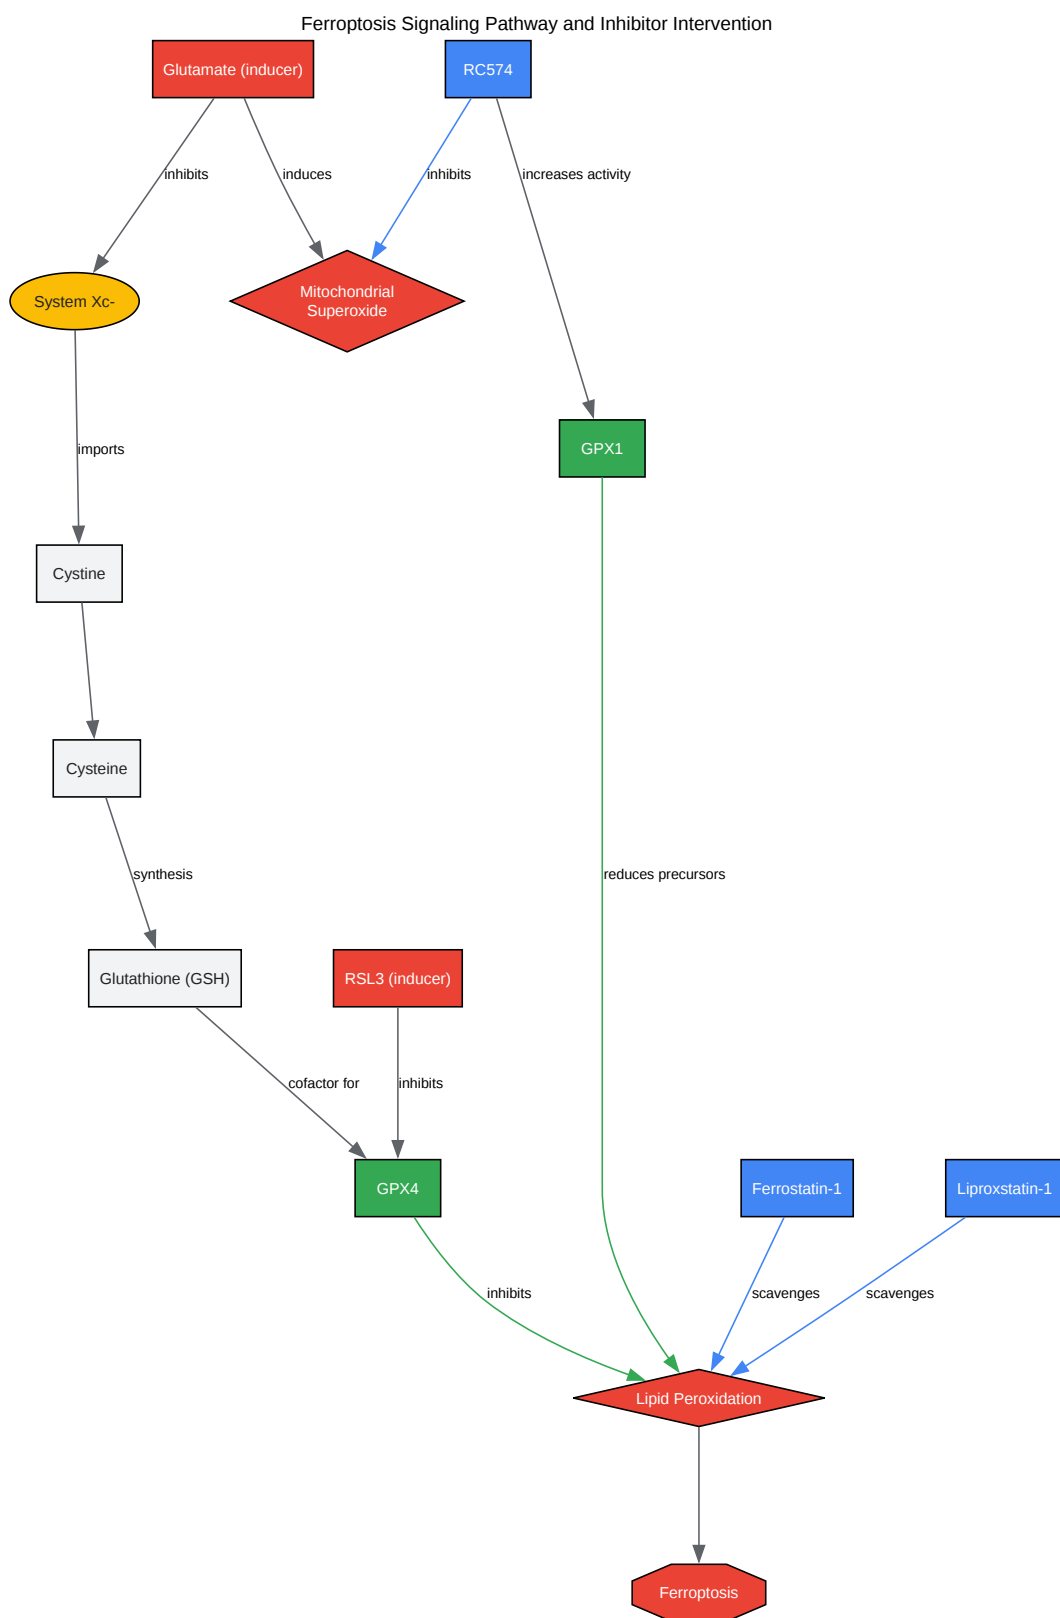 Ferroptosis Signaling Pathway and Inhibitor Intervention
Glutamate (inducer)
RC574
inhibits
induces
inhibits
increases activity
System Xc-
Mitochondrial
Superoxide
imports
GPX1
Cystine
Cysteine
synthesis
reduces precursors
Glutathione (GSH)
RSL3 (inducer)
cofactor for
inhibits
GPX4
Ferrostatin-1
Liproxstatin-1
inhibits
scavenges
scavenges
Lipid Peroxidation
Ferroptosis